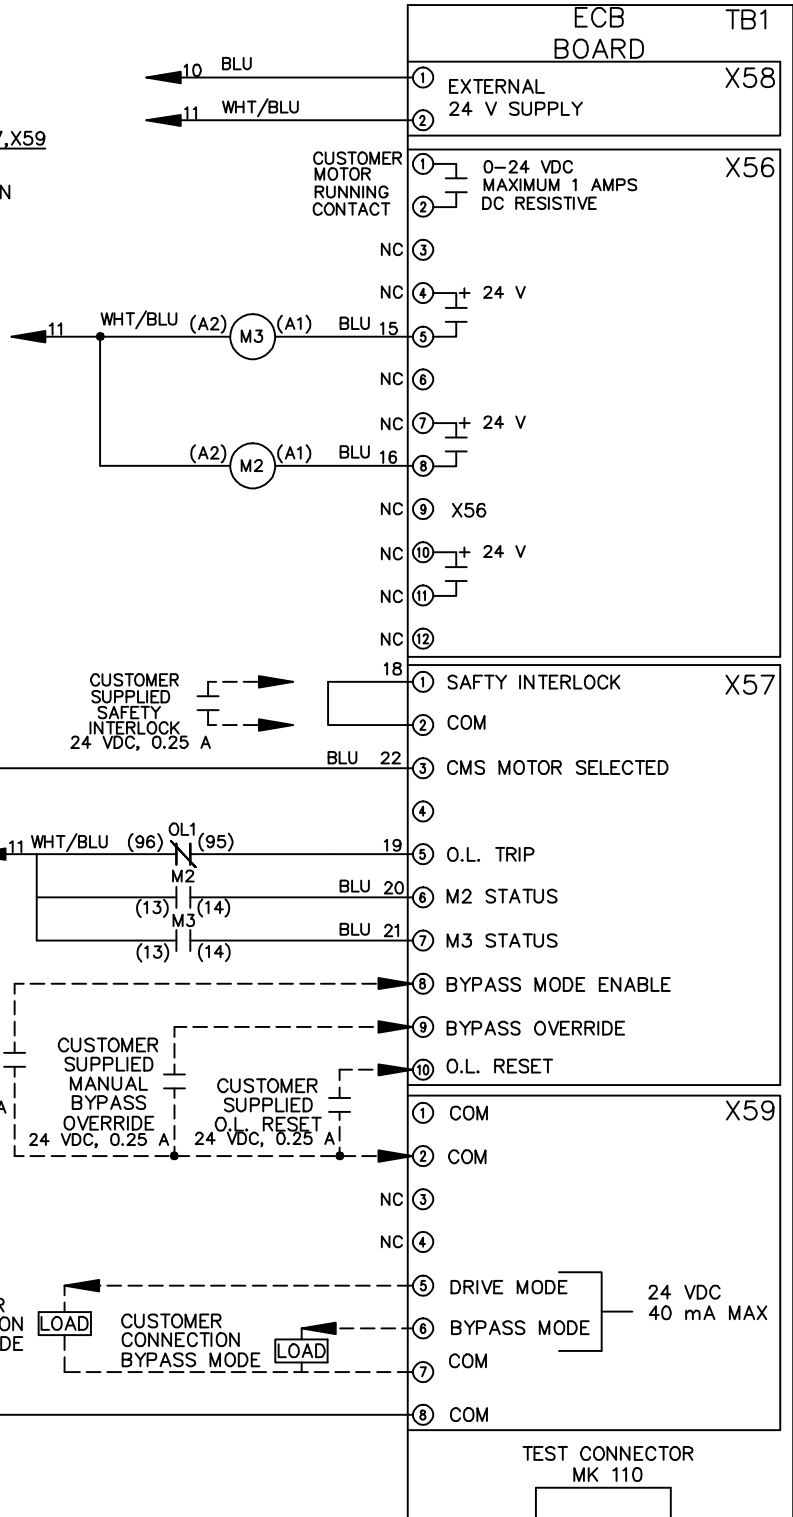 ECB
BOARD
TB1
10 BLU
1
EXTERNAL
24 V SUPPLY
X58
11 WHT/BLU
2
,X59
N
CUSTOMER
MOTOR
RUNNING
CONTACT
1
2
0-24 VDC
MAXIMUM 1 AMPS
DC RESISTIVE
X56
NC 3
NC 4 + 24 V
11 WHT/BLU (A2) M3 (A1) BLU 15 5
NC 6
NC 7 + 24 V
(A2) M2 (A1) BLU 16 8
NC 9 X56
NC 10 + 24 V
NC 11
NC 12
CUSTOMER
SUPPLIED
SAFETY
INTERLOCK
24 VDC, 0.25 A
18 1 SAFTY INTERLOCK
X57
2 COM
BLU 22 3 CMS MOTOR SELECTED
4
OL1
11 WHT/BLU (96) (95) 19 5 O.L. TRIP
M2
(13) (14) BLU 20 6 M2 STATUS
M3
(13) (14) BLU 21 7 M3 STATUS
8 BYPASS MODE ENABLE
9 BYPASS OVERRIDE
10 O.L. RESET
A
CUSTOMER
SUPPLIED
MANUAL
BYPASS
OVERRIDE
24 VDC, 0.25 A
CUSTOMER
SUPPLIED
O.L. RESET
24 VDC, 0.25 A
1 COM
X59
2 COM
NC 3
NC 4
5 DRIVE MODE
6 BYPASS MODE
24 VDC
40 mA MAX
R
ON
DE
LOAD
CUSTOMER
CONNECTION
BYPASS MODE
LOAD
7 COM
8 COM
TEST CONNECTOR
MK 110